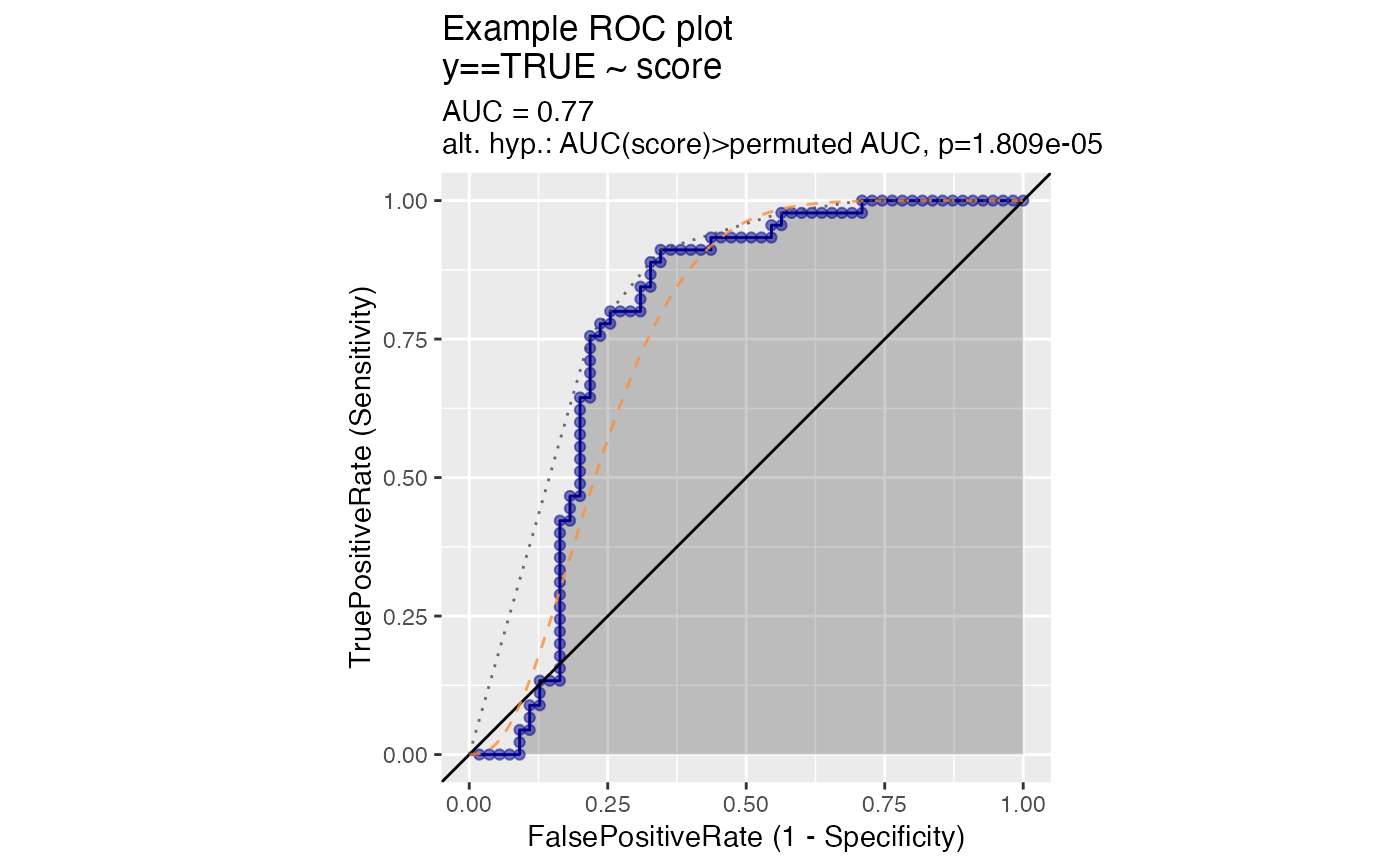 Example ROC plot
y==TRUE ~ score
AUC = 0.77
alt. hyp.: AUC(score)>permuted AUC, p=1.809e-05
1.00
0.75
0.50
0.25
0.00
TruePositiveRate (Sensitivity)
0.00 0.25 0.50 0.75 1.00
FalsePositiveRate (1 - Specificity)